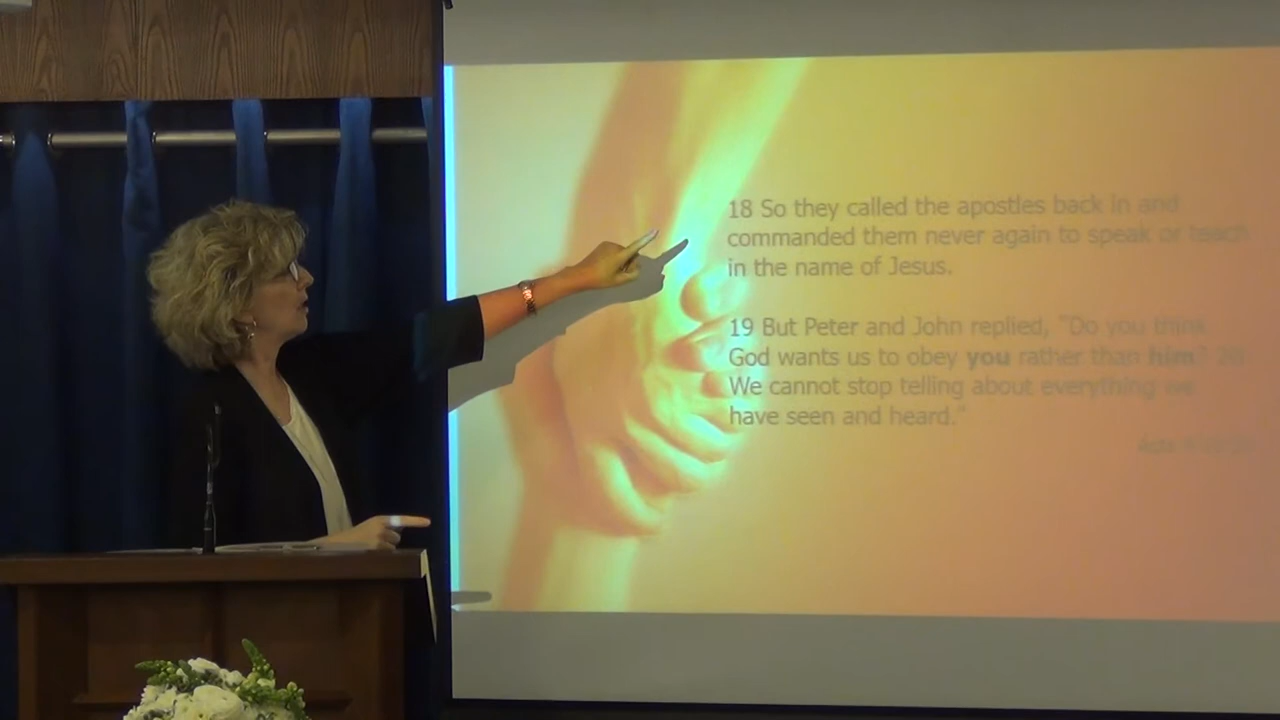 18 So they called the apostles back in and
commanded them never again to speak or teach
in the name of Jesus.
19 But Peter and John replied, "Do you think
God wants us to obey you rather than him? 20
We cannot stop telling about everything we
have seen and heard."
Acts